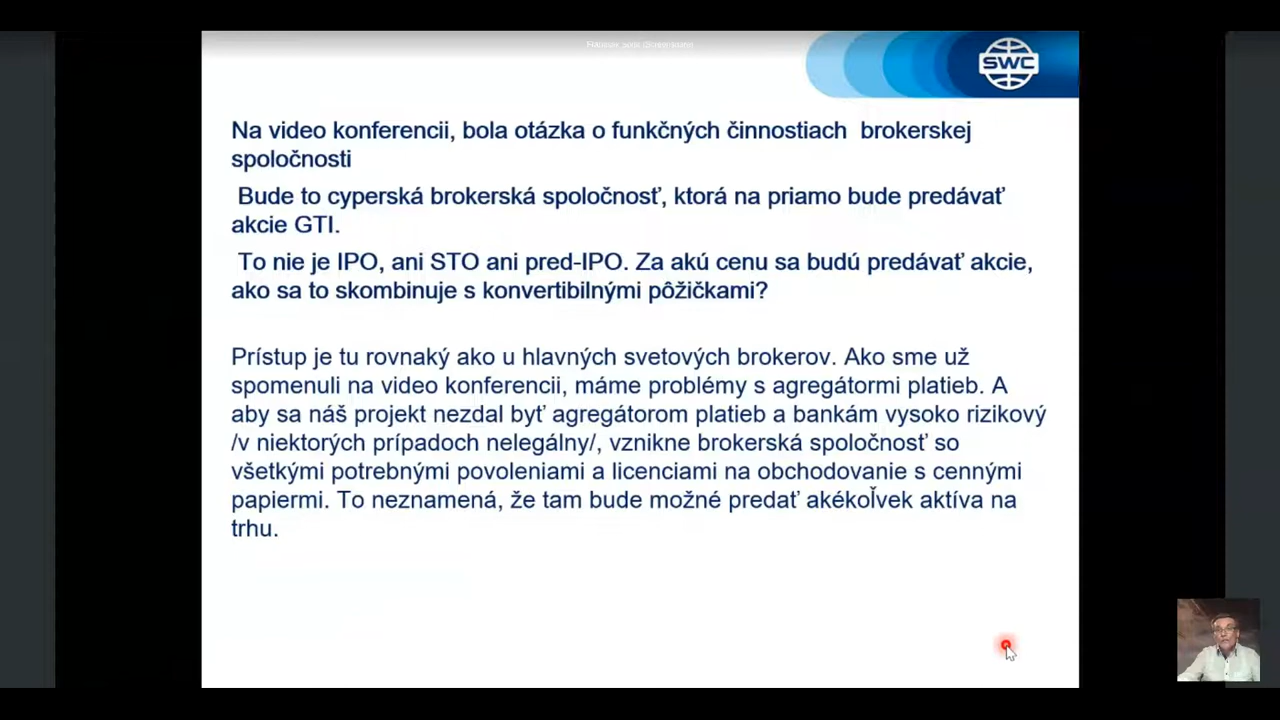 SWC
Na video konferencii, bola otázka o funkčných činnostiach brokerskej
spoločnosti
Bude to cyperská brokerská spoločnosť, ktorá na priamo bude predávať
akcie GTI.
To nie je IPO, ani STO ani pred-IPO. Za akú cenu sa budú predávať akcie,
ako sa to skombinuje s konvertibilnými pôžičkami?
Prístup je tu rovnaký ako u hlavných svetových brokerov. Ako sme už
spomenuli na video konferencii, máme problémy s agregátormi platieb. A
aby sa náš projekt nezdal byť agregátorom platieb a bankám vysoko rizikový
/v niektorých prípadoch nelegálny/, vznikne brokerská spoločnosť so
všetkými potrebnými povoleniami a licenciami na obchodovanie s cennými
papiermi. To neznamená, že tam bude možné predať akékoľvek aktíva na
trhu.